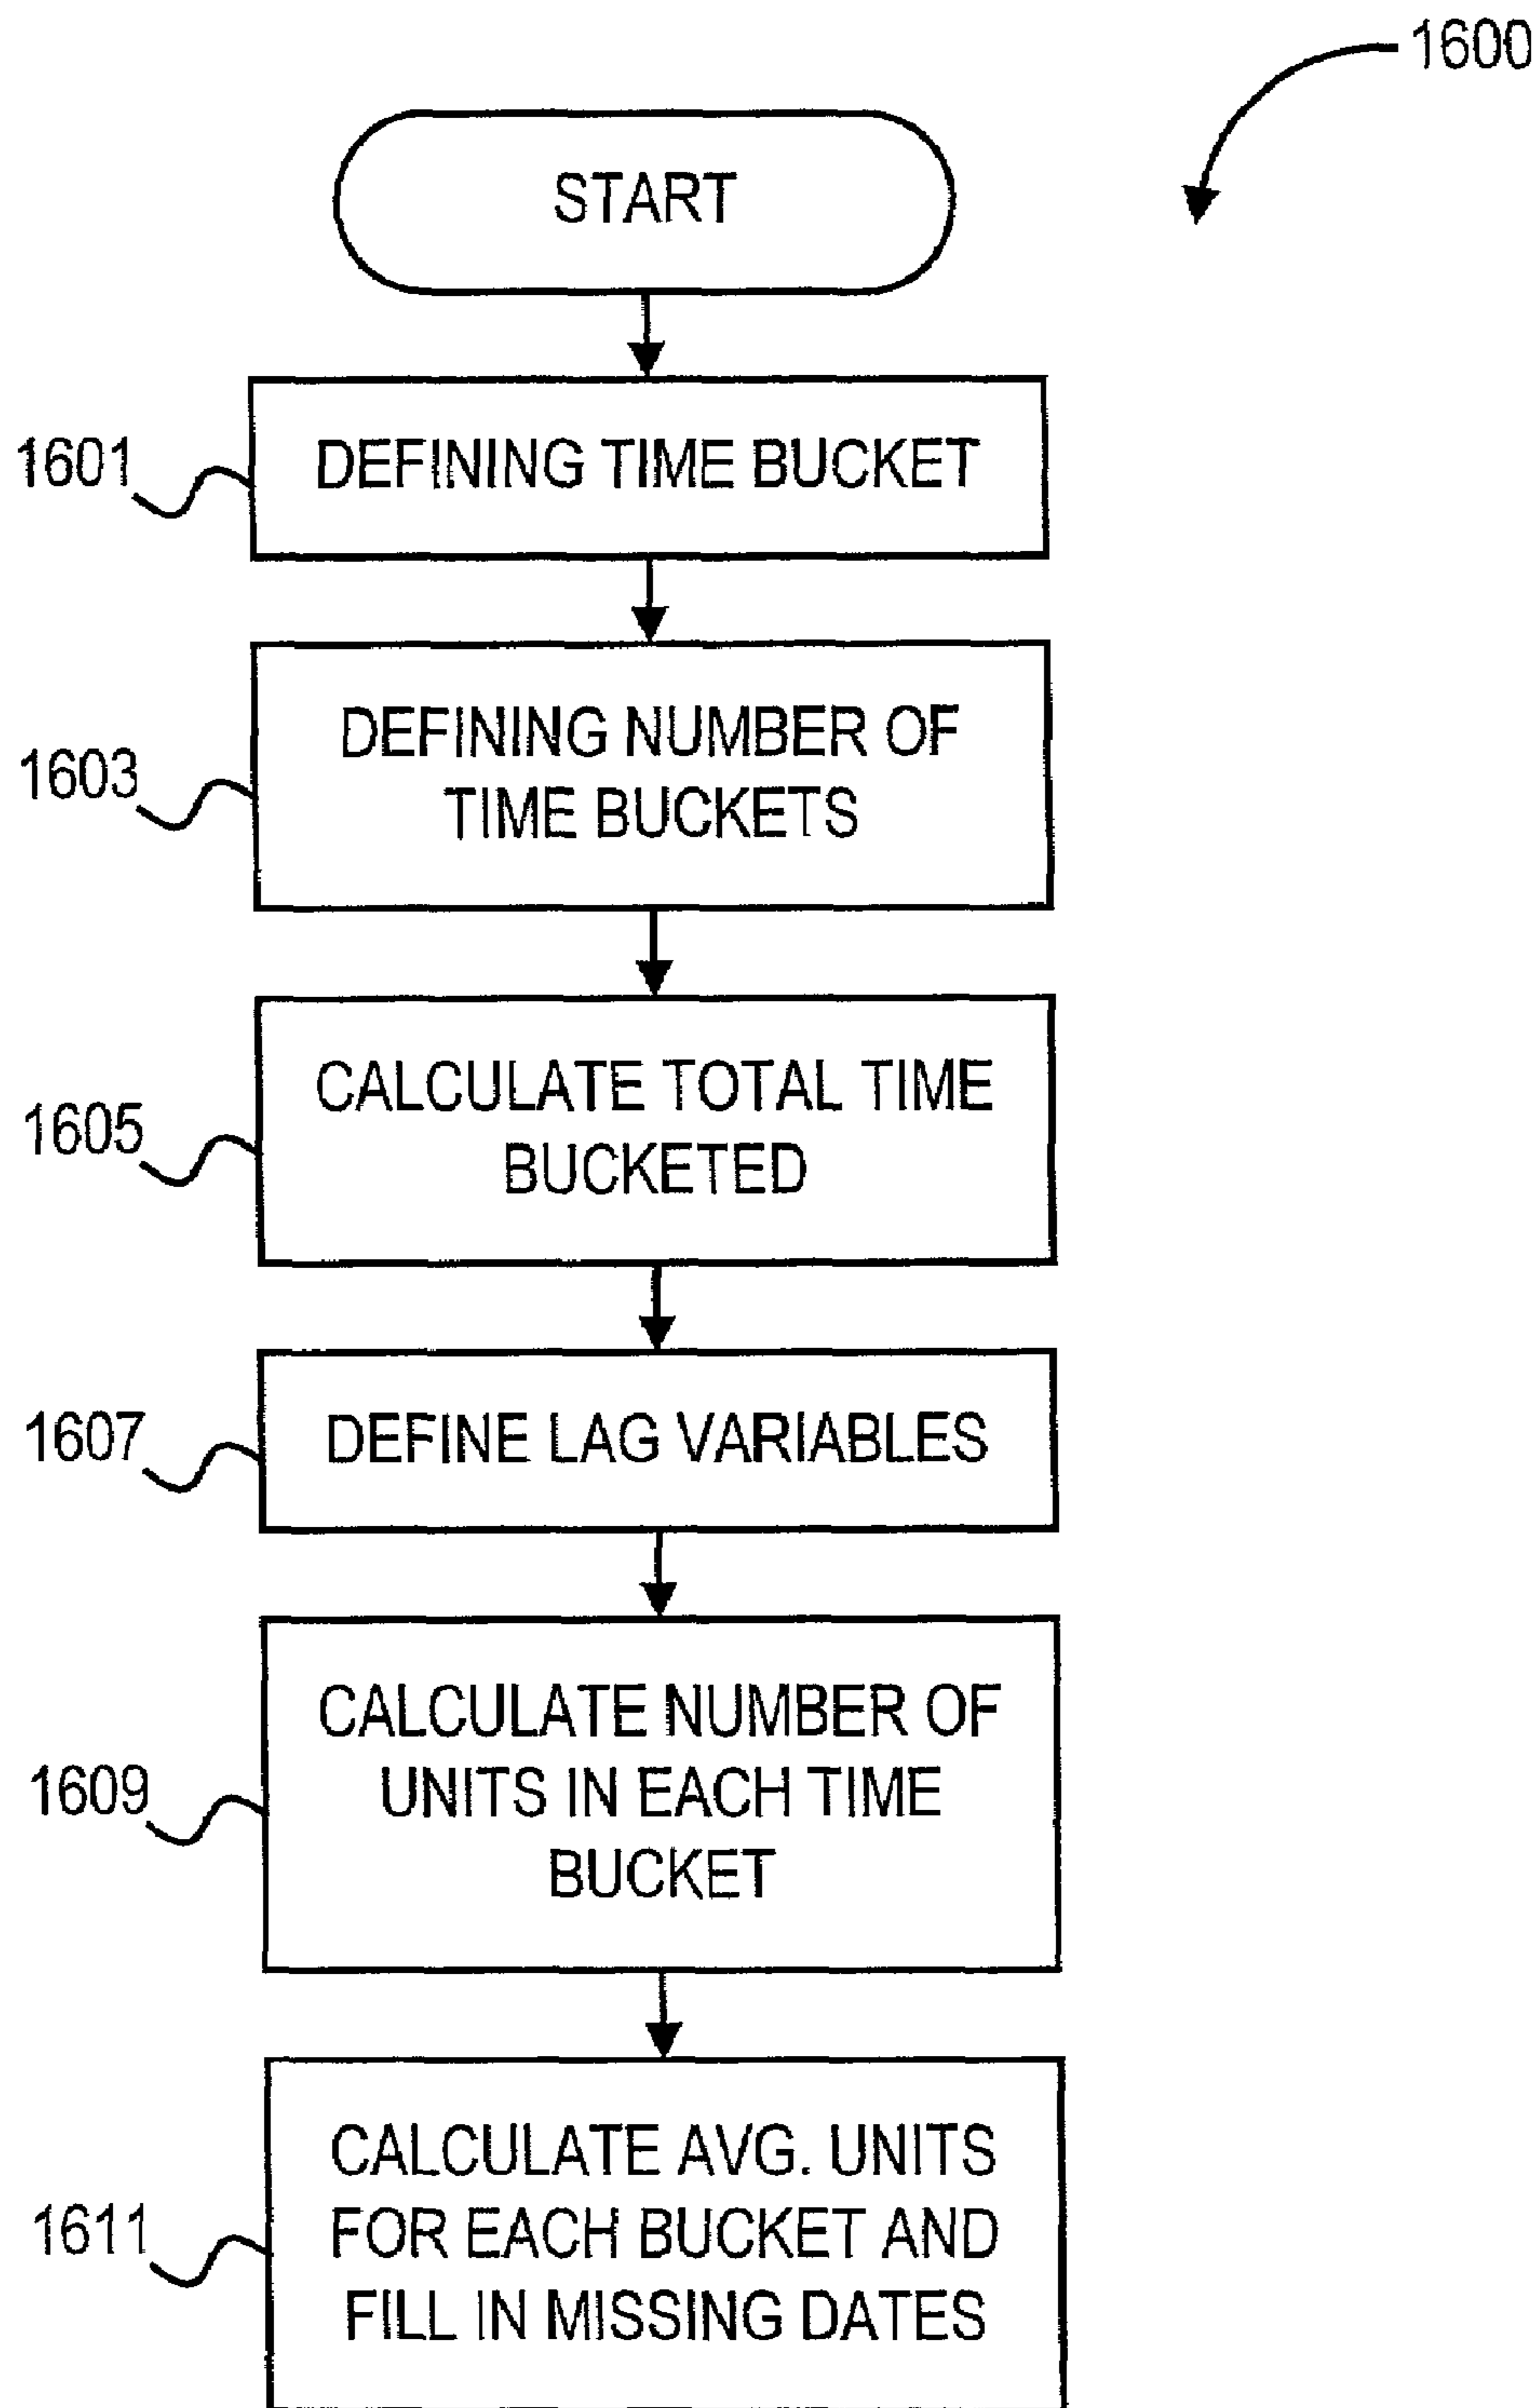 1600
START
1601
DEFINING TIME BUCKET
1603
DEFINING NUMBER OF
TIME BUCKETS
1605
CALCULATE TOTAL TIME
BUCKETED
1607
DEFINE LAG VARIABLES
1609
CALCULATE NUMBER OF
UNITS IN EACH TIME
BUCKET
1611
CALCULATE AVG. UNITS
FOR EACH BUCKET AND
FILL IN MISSING DATES